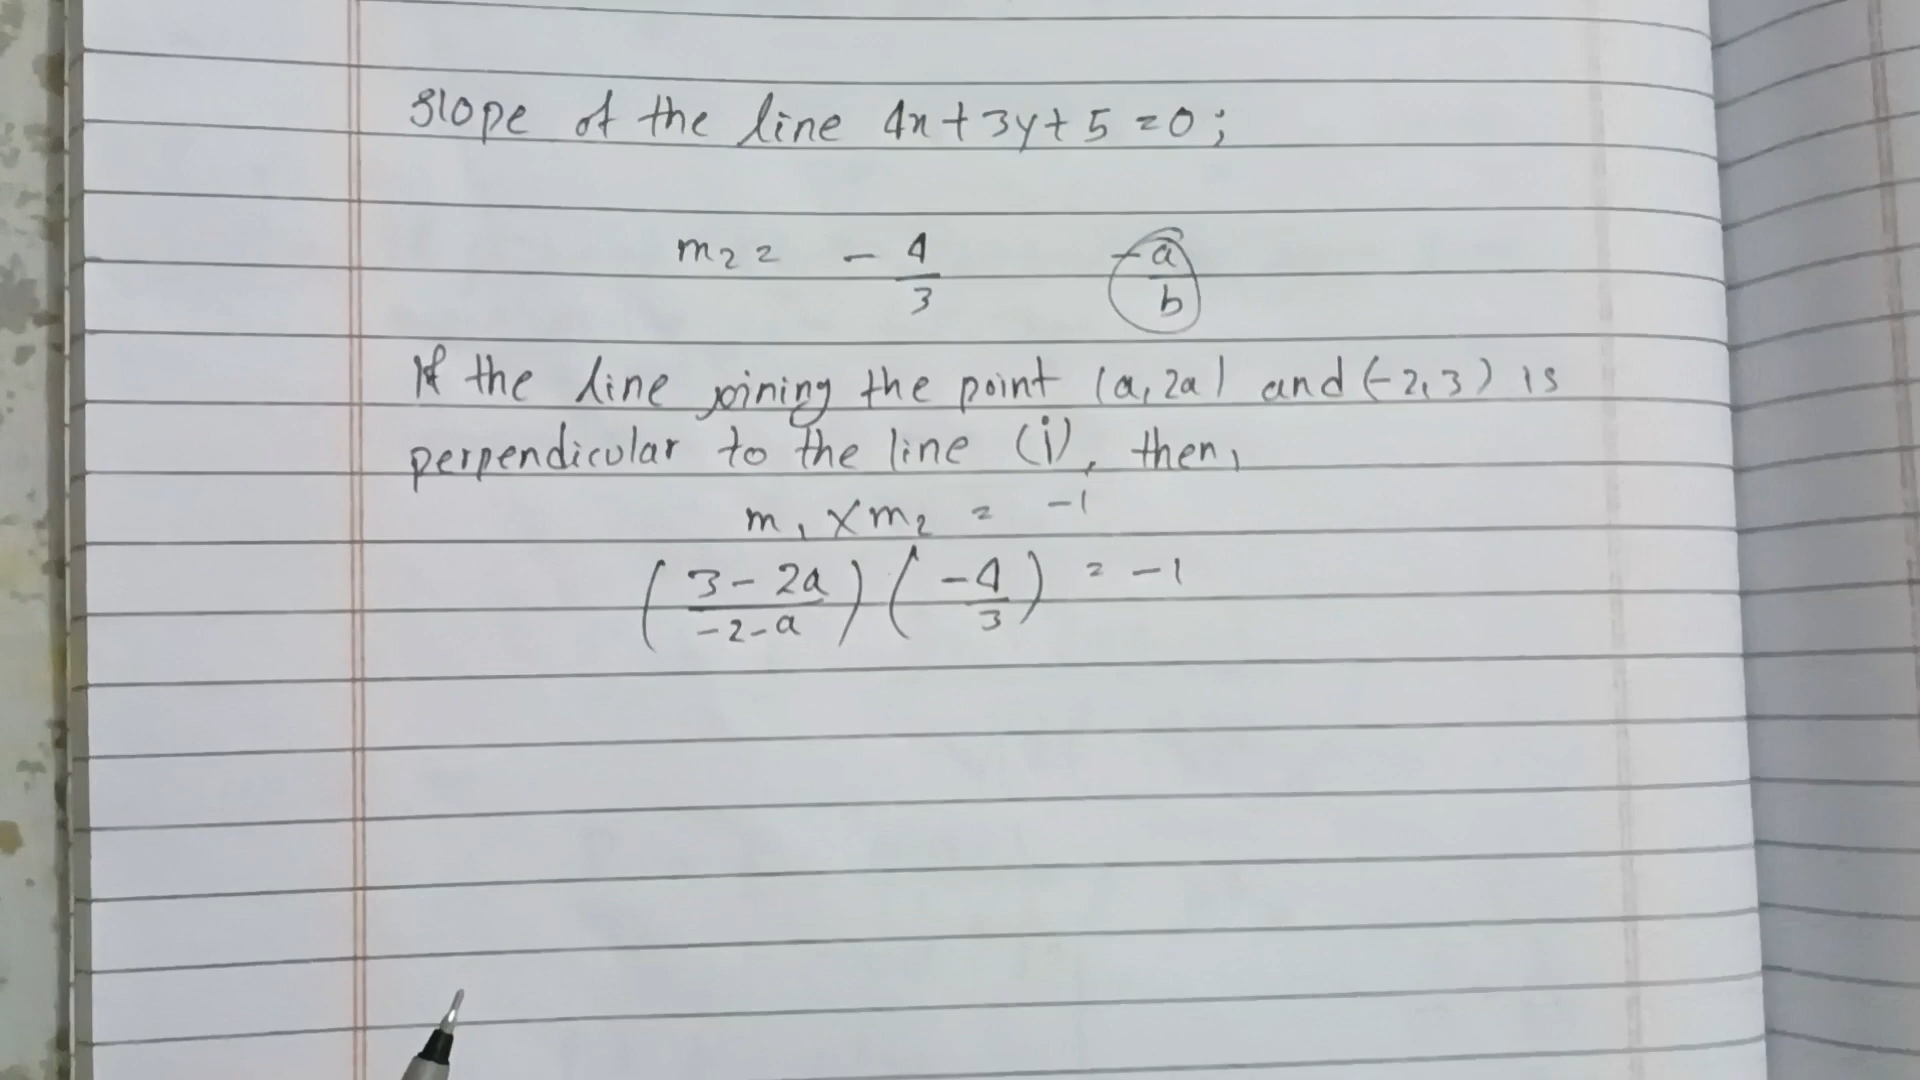 slope of the line 4x + 3y + 5 = 0;
m2 = - 4/3 -a/b
If the line joining the point (a, 2a) and (-2, 3) is
perpendicular to the line (i), then,
m1 × m2 = -1
( 3 - 2a / -2 - a ) ( -4 / 3 ) = -1